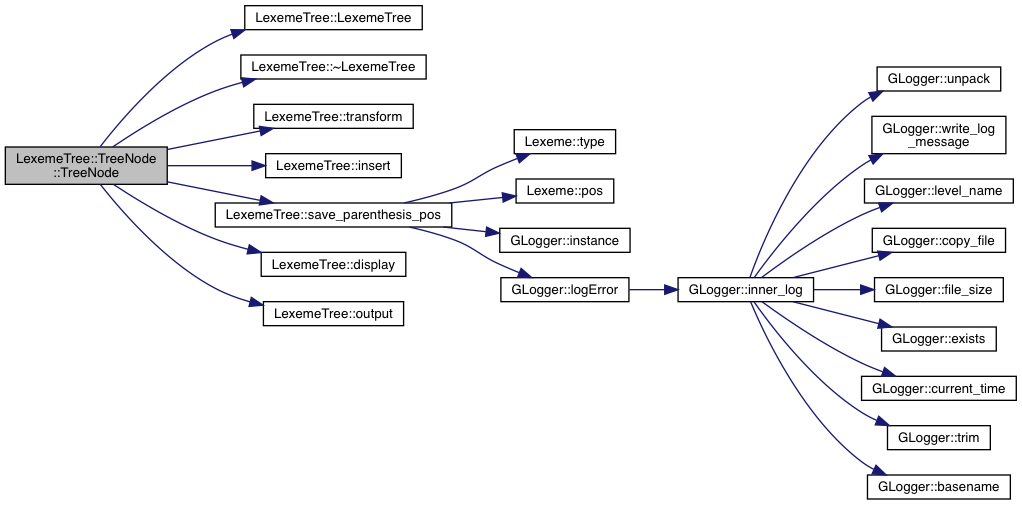 LexemeTree::TreeNode
::TreeNode
LexemeTree::LexemeTree
LexemeTree::~LexemeTree
LexemeTree::transform
LexemeTree::insert
LexemeTree::save_parenthesis_pos
LexemeTree::display
LexemeTree::output
Lexeme::type
Lexeme::pos
GLogger::instance
GLogger::logError
GLogger::inner_log
GLogger::unpack
GLogger::write_log
_message
GLogger::level_name
GLogger::copy_file
GLogger::file_size
GLogger::exists
GLogger::current_time
GLogger::trim
GLogger::basename